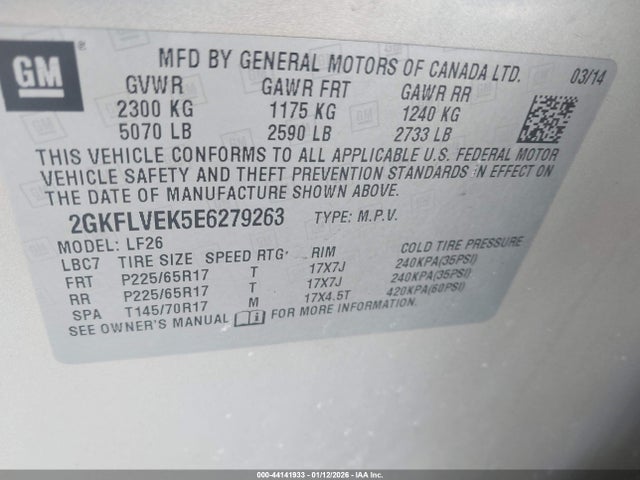 GM
MFD BY GENERAL MOTORS OF CANADA LTD. 03/14
GVWR GAWR FRT GAWR RR
2300 KG 1175 KG 1240 KG
5070 LB 2590 LB 2733 LB
THIS VEHICLE CONFORMS TO ALL APPLICABLE U.S. FEDERAL MOTOR
VEHICLE SAFETY AND THEFT PREVENTION STANDARDS IN EFFECT ON
THE DATE OF MANUFACTURE SHOWN ABOVE.
2GKFLVEK5E6279263 TYPE: M.P.V.
MODEL: LF26
LBC7 TIRE SIZE SPEED RTG RIM COLD TIRE PRESSURE
FRT P225/65R17 T 17X7J 240KPA(35PSI)
RR P225/65R17 T 17X7J 240KPA(35PSI)
SPA T145/70R17 M 17X4.5T 420KPA(60PSI)
SEE OWNER'S MANUAL FOR MORE INFORMATION.
000-44141933 - 01/12/2026 - IAAI.COM